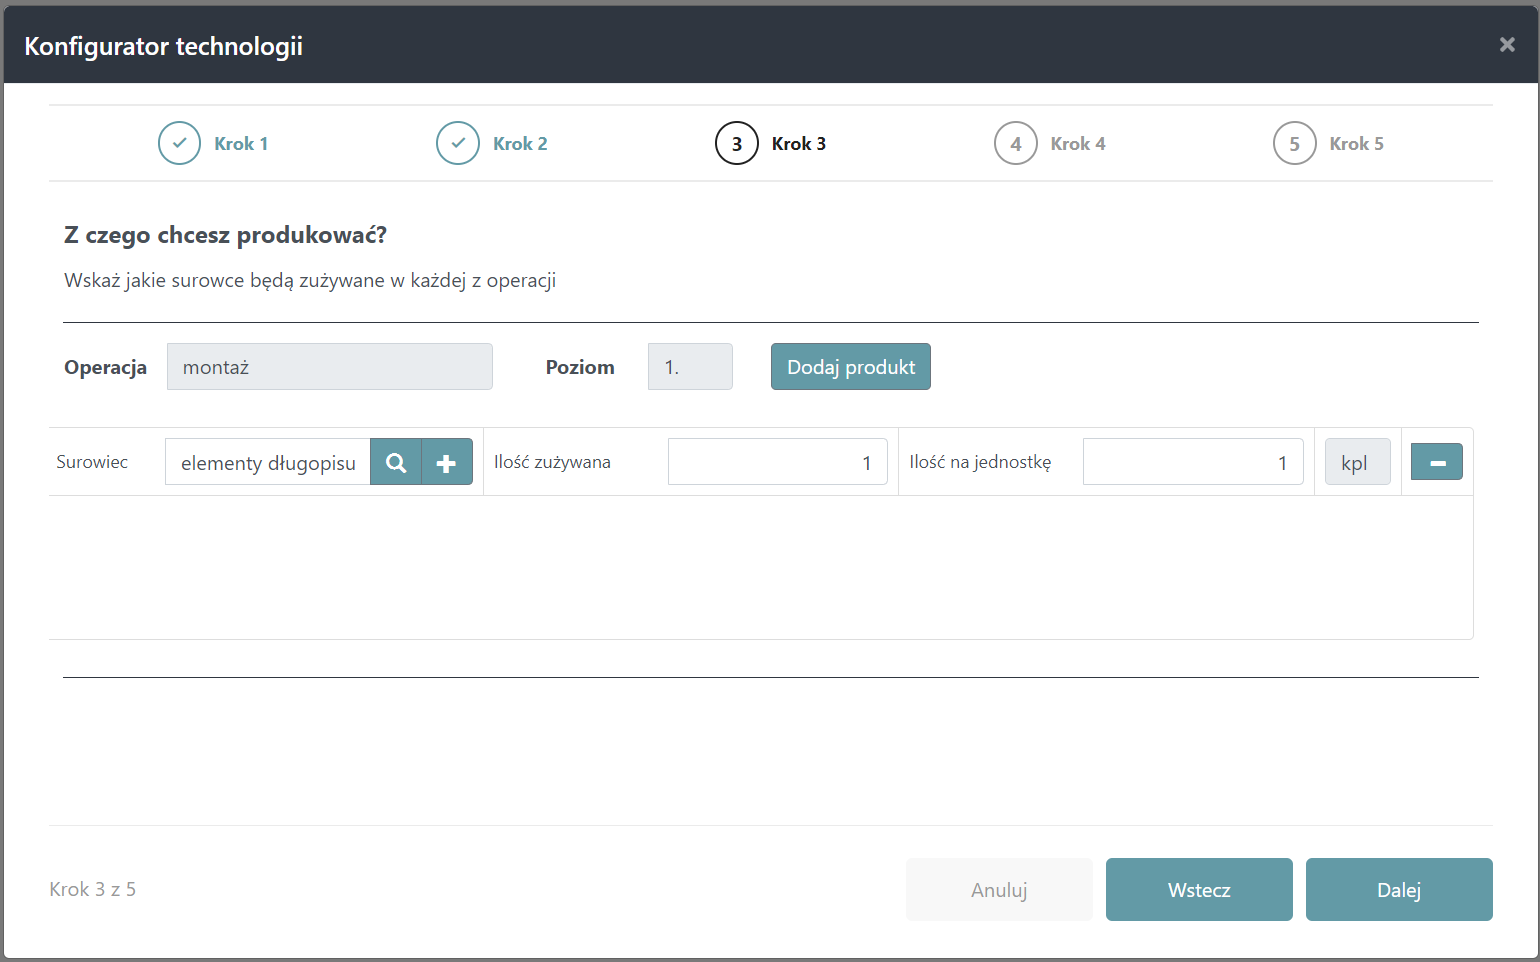 Konfigurator technologii ×
Krok 1 Krok 2 3 Krok 3 4 Krok 4 5 Krok 5
Z czego chcesz produkować?
Wskaż jakie surowce będą zużywane w każdej z operacji
Operacja montaż Poziom 1. Dodaj produkt
Surowiec elementy długopisu Ilość zużywana 1 Ilość na jednostkę 1 kpl
Krok 3 z 5 Anuluj Wstecz Dalej